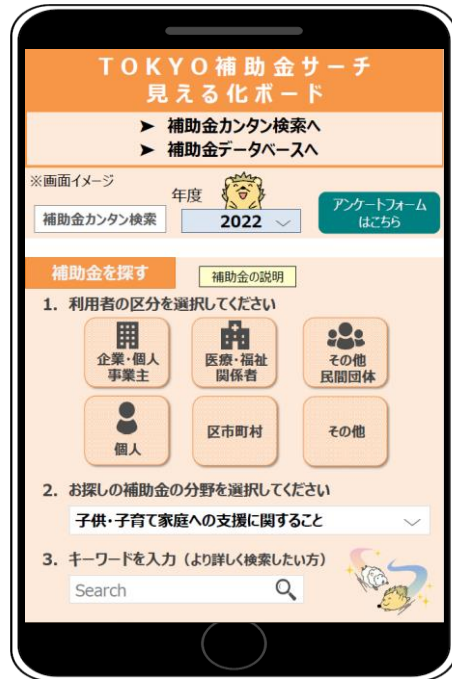 TOKYO補助金サーチ
見える化ボード
➤ 補助金カンタン検索へ
➤ 補助金データベースへ
※画面イメージ
年度
補助金カンタン検索
2022
アンケートフォーム
はこちら
補助金を探す
補助金の説明
1. 利用者の区分を選択してください
企業・個人
事業主
医療・福祉
関係者
その他
民間団体
個人
区市町村
その他
2. お探しの補助金の分野を選択してください
子供・子育て家庭への支援に関すること
3. キーワードを入力（より詳しく検索したい方）
Search